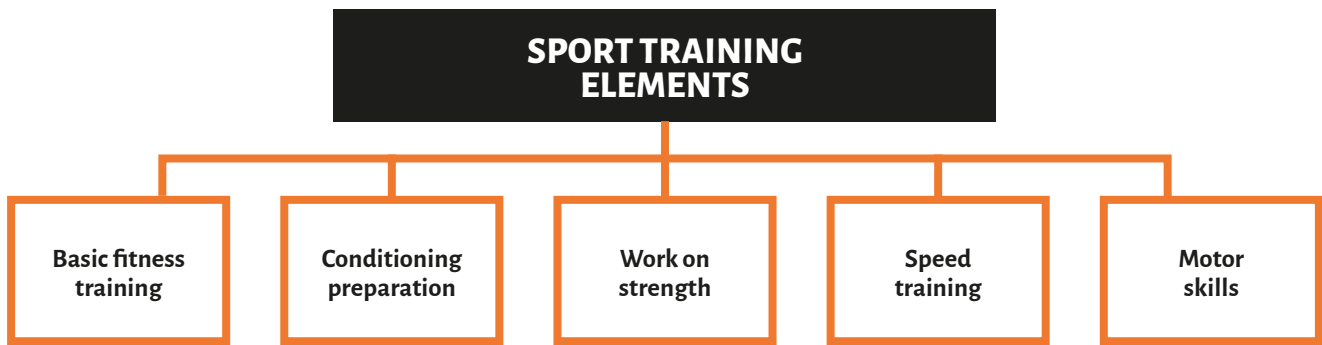 SPORT TRAINING
ELEMENTS
Basic fitness
training
Conditioning
preparation
Work on
strength
Speed
training
Motor
skills